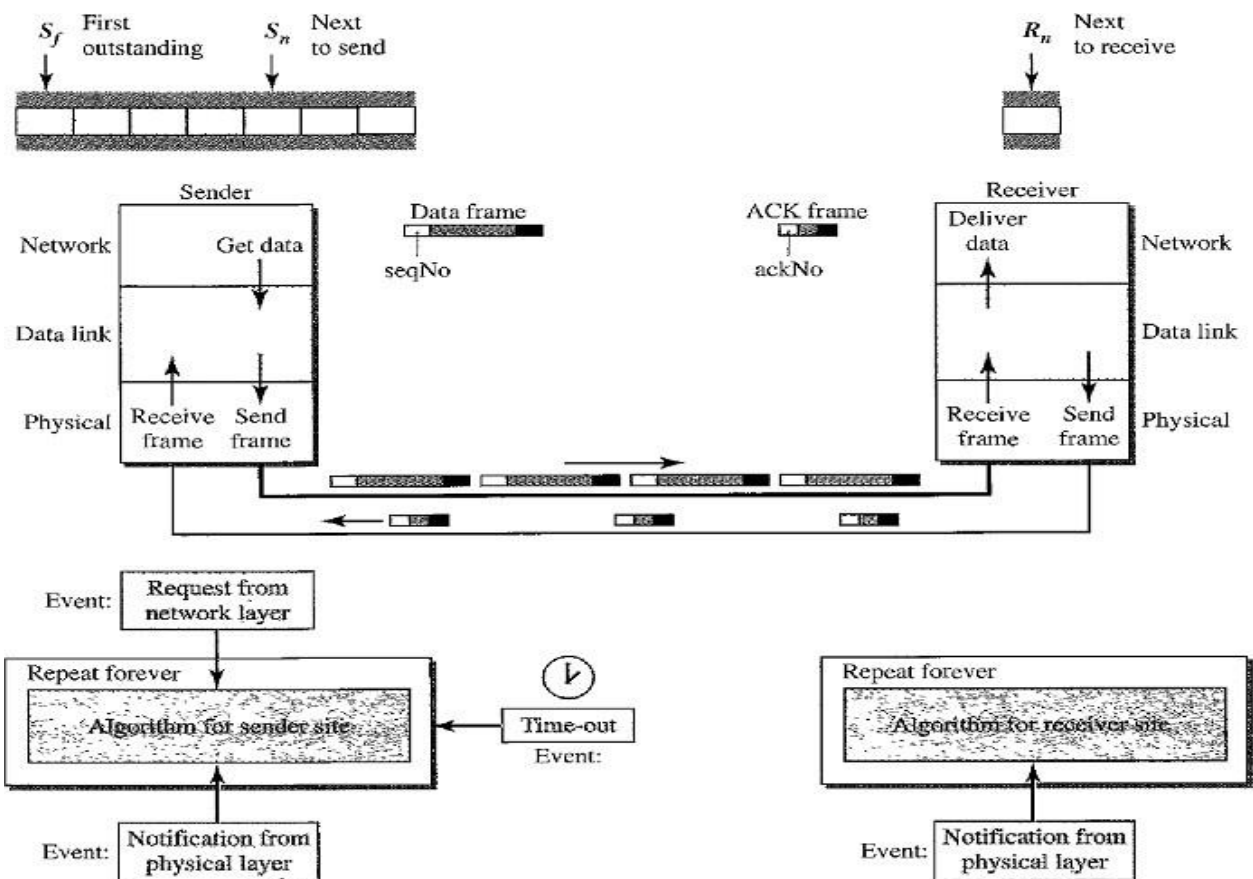 S_f First
outstanding
S_n Next
to send
R_n Next
to receive
Sender
Receiver
Data frame
seqNo
ACK frame
ackNo
Network
Get data
Data link
Physical
Receive
frame
Send
frame
Deliver
data
Network
Data link
Receive
frame
Send
frame
Physical
Event:
Request from
network layer
Repeat forever
Algorithm for sender site
Time-out
Event:
Event:
Notification from
physical layer
Repeat forever
Algorithm for receiver site
Event:
Notification from
physical layer